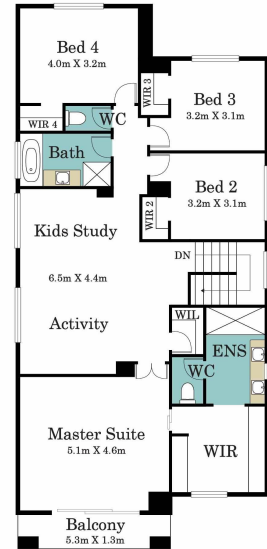 Bed 4
4.0m X 3.2m
WIR 3
Bed 3
3.2m X 3.1m
WIR 4
WC
Bath
Bed 2
3.2m X 3.1m
WIR 2
Kids Study
6.5m X 4.4m
Activity
DN
WIL
ENS
WC
Master Suite
5.1m X 4.6m
WIR
Balcony
5.3m X 1.3m